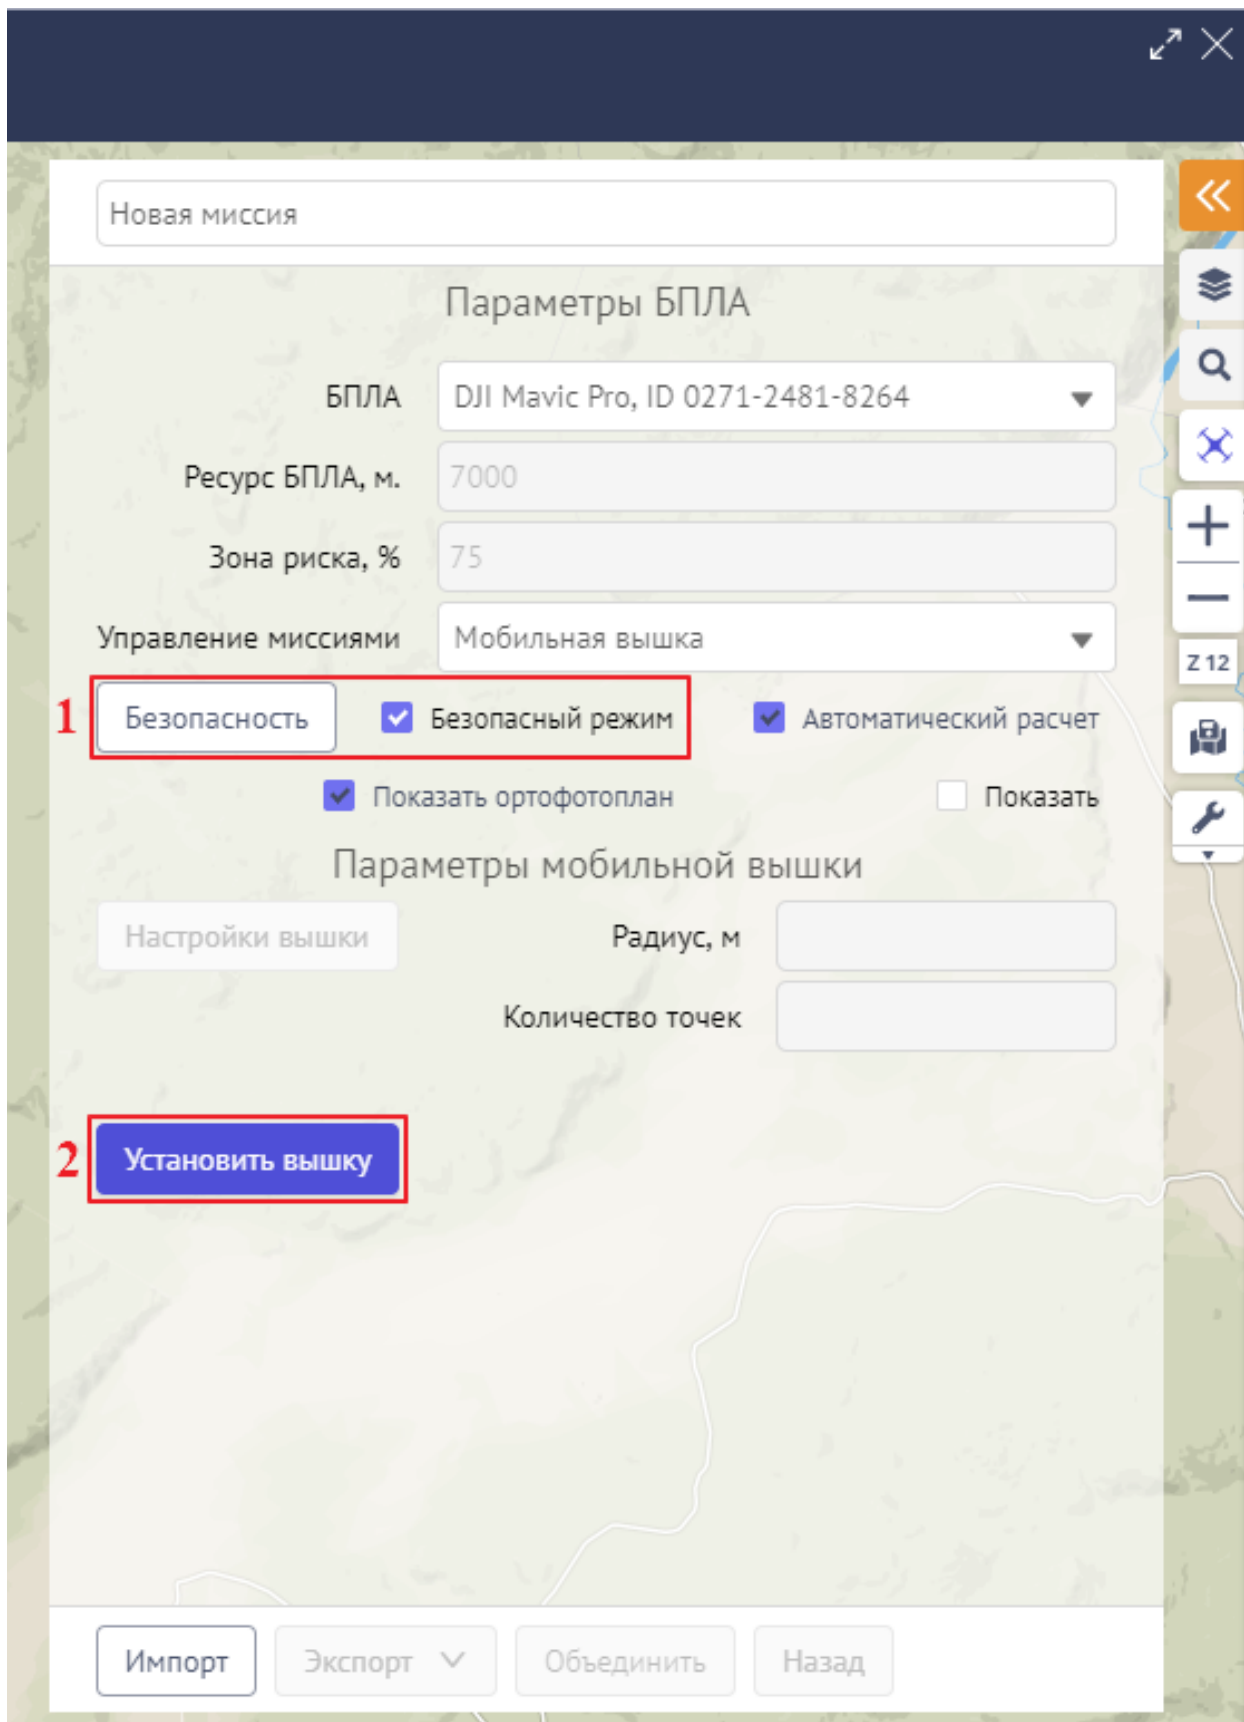 Новая миссия
Параметры БПЛА
БПЛА DJI Mavic Pro, ID 0271-2481-8264
Ресурс БПЛА, м. 7000
Зона риска, % 75
Управление миссиями Мобильная вышка
Z 12
1 Безопасность Безопасный режим Автоматический расчет
Показать ортофотоплан Показать
Параметры мобильной вышки
Настройки вышки Радиус, м
Количество точек
2 Установить вышку
Импорт Экспорт Объединить Назад